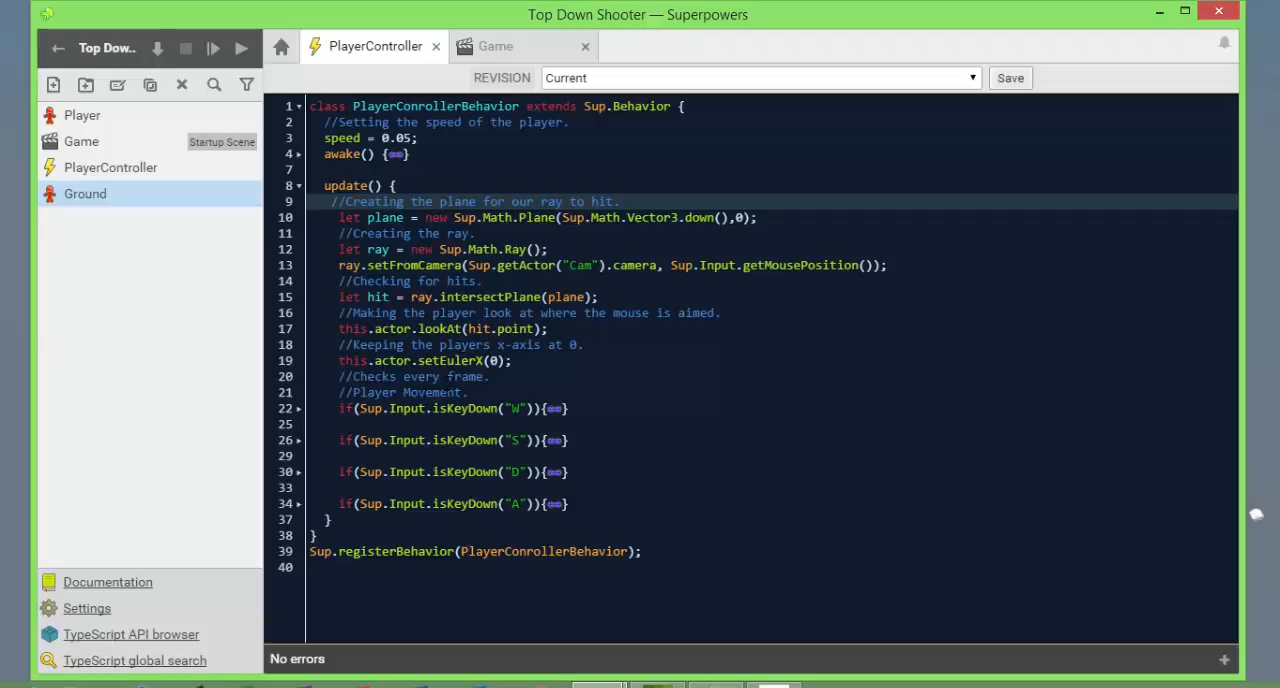 Top Down Shooter — Superpowers
Top Dow..
PlayerController
Game
REVISION Current Save
Player
Game Startup Scene
PlayerController
Ground
1 class PlayerConrollerBehavior extends Sup.Behavior {
2 //Setting the speed of the player.
3 speed = 0.05;
4 awake() {}
7
8 update() {
9 //Creating the plane for our ray to hit.
10 let plane = new Sup.Math.Plane(Sup.Math.Vector3.down(),0);
11 //Creating the ray.
12 let ray = new Sup.Math.Ray();
13 ray.setFromCamera(Sup.getActor("Cam").camera, Sup.Input.getMousePosition());
14 //Checking for hits.
15 let hit = ray.intersectPlane(plane);
16 //Making the player look at where the mouse is aimed.
17 this.actor.lookAt(hit.point);
18 //Keeping the players x-axis at 0.
19 this.actor.setEulerX(0);
20 //Checks every frame.
21 //Player Movement.
22 if(Sup.Input.isKeyDown("W")){}
25
26 if(Sup.Input.isKeyDown("S")){}
29
30 if(Sup.Input.isKeyDown("D")){}
33
34 if(Sup.Input.isKeyDown("A")){}
37 }
38 }
39 Sup.registerBehavior(PlayerConrollerBehavior);
40
Documentation
Settings
TypeScript API browser
TypeScript global search
No errors